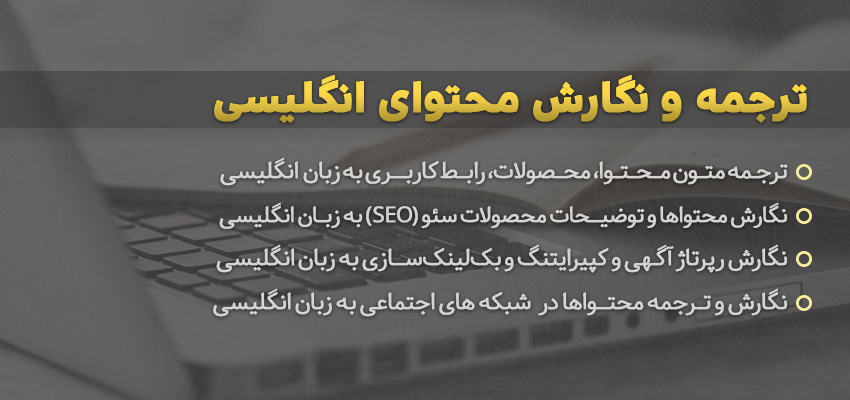 ترجمه و نگارش محتوای انگلیسی
ترجمه متون محتوا، محصولات، رابط کاربری به زبان انگلیسی
نگارش محتواها و توضیحات محصولات سئو (SEO) به زبان انگلیسی
نگارش رپرتاژ آگهی و کپیرایتنگ و بک‌لینک‌سازی به زبان انگلیسی
نگارش و ترجمه محتواها در شبکه های اجتماعی به زبان انگلیسی